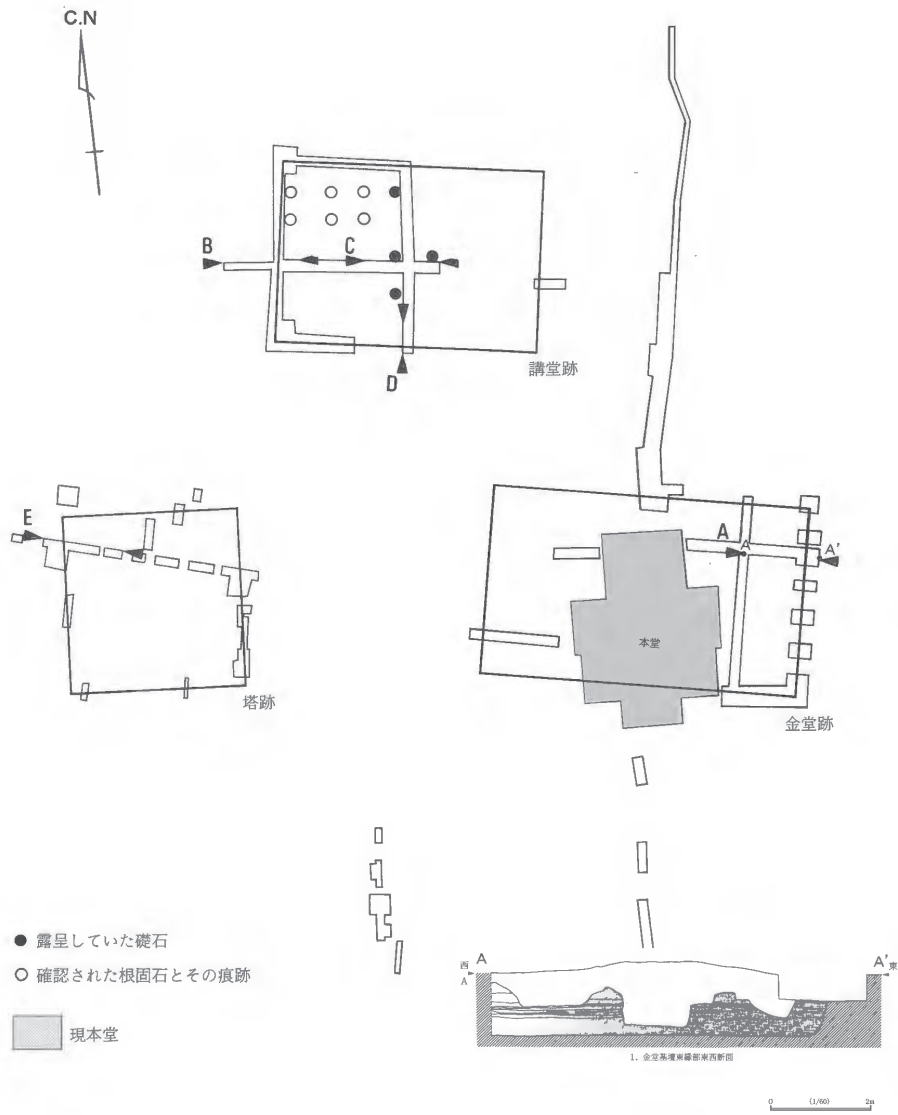 C.N
B
C
D
講堂跡
E
塔跡
A
A
A'
本堂
金堂跡
● 露呈していた礎石
○ 確認された根固石とその痕跡
現本堂
A
A'
西
東
A
1. 金堂基壇東縁部東西断面
0 (1/60) 2m